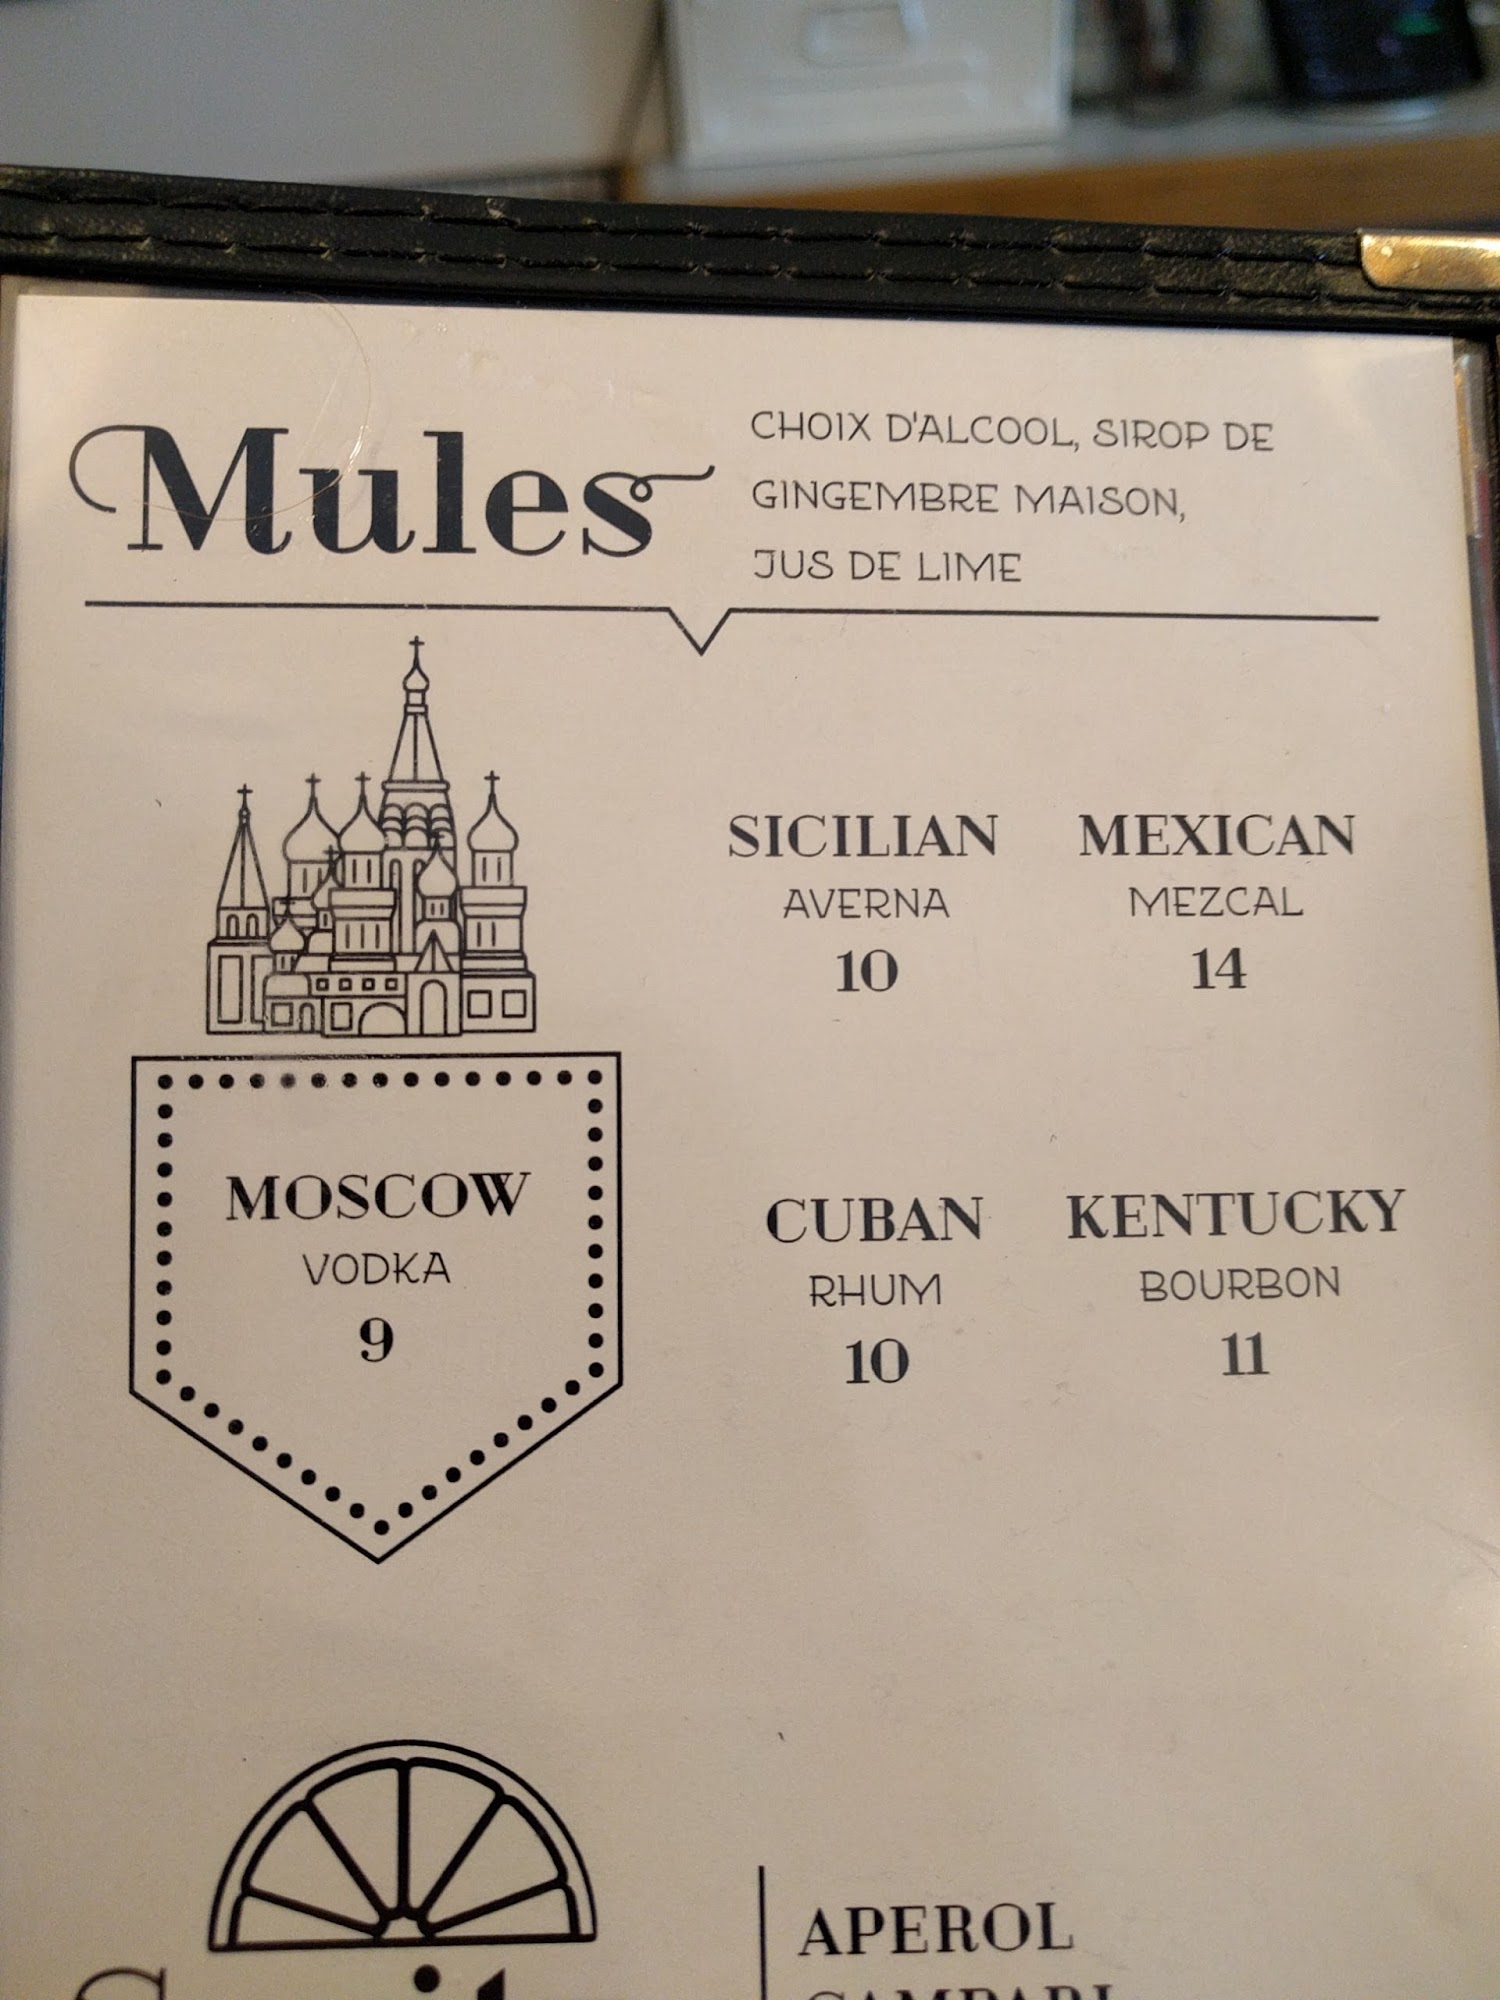 Mules
CHOIX D'ALCOOL, SIROP DE
GINGEMBRE MAISON,
JUS DE LIME
MOSCOW
VODKA
9
SICILIAN
AVERNA
10
MEXICAN
MEZCAL
14
CUBAN
RHUM
10
KENTUCKY
BOURBON
11
APEROL
CAMPARI